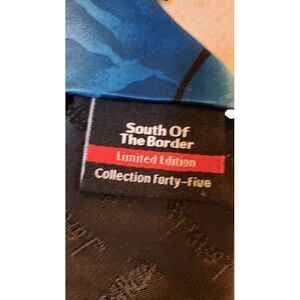 South Of
The Border
Limited Edition
Collection Forty-Five